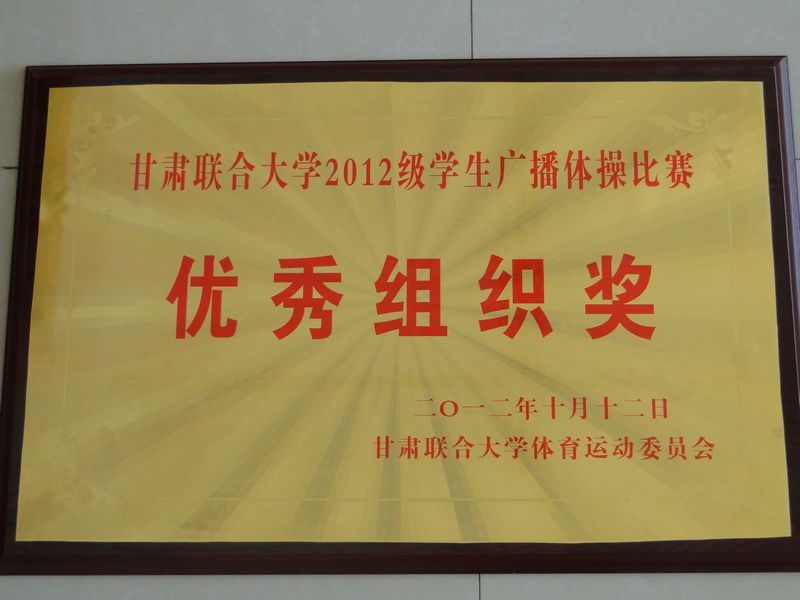 甘肃联合大学2012级学生广播体操比赛
优秀组织奖
二〇一二年十月十二日
甘肃联合大学体育运动委员会